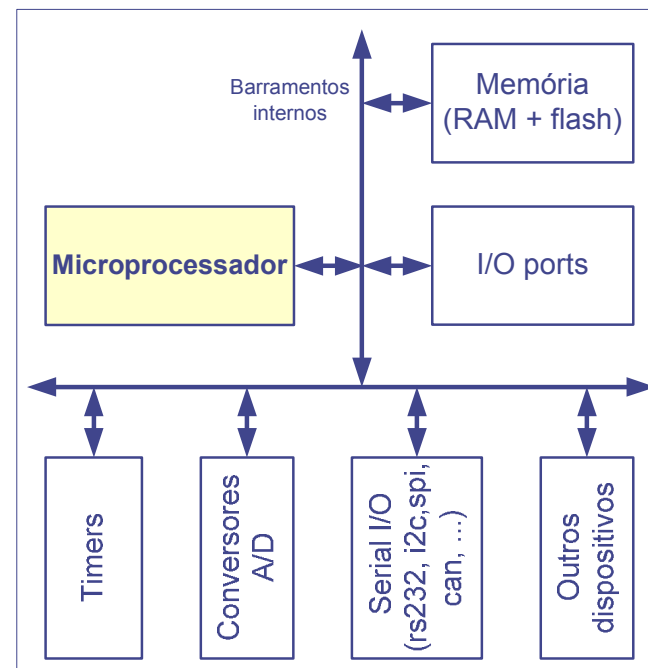 Barramentos
internos
Memória
(RAM + flash)
Microprocessador
I/O ports
Timers
Conversores
A/D
Serial I/O
(rs232, i2c,spi,
can, ...)
Outros
dispositivos